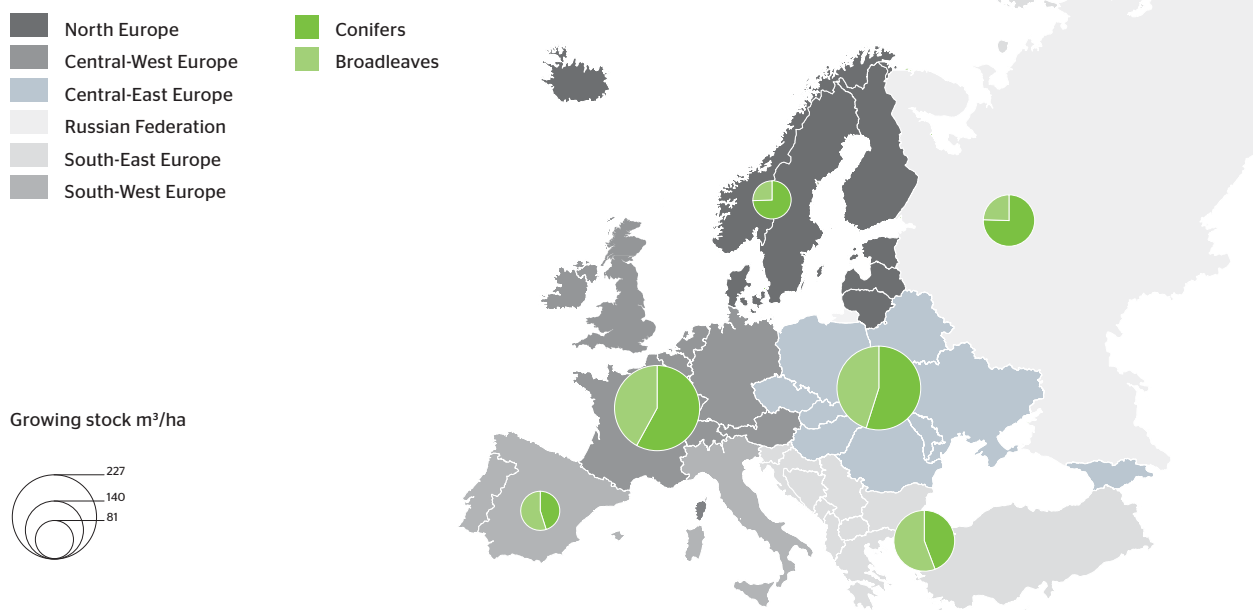 North Europe
Central-West Europe
Central-East Europe
Russian Federation
South-East Europe
South-West Europe
Conifers
Broadleaves
Growing stock m³/ha
227
140
81